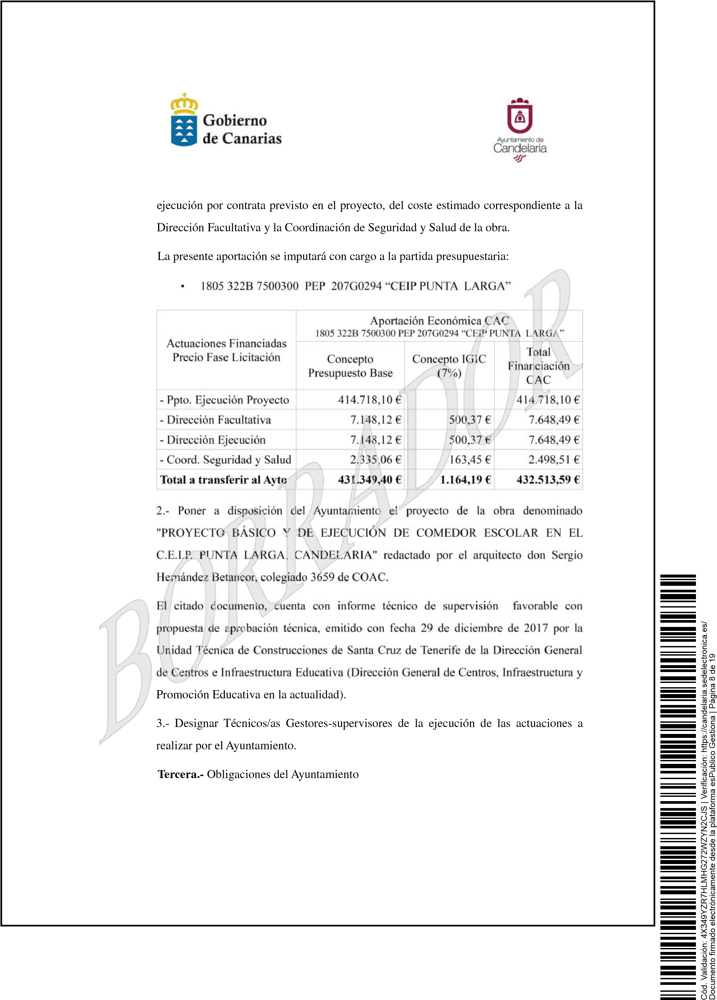 Gobierno
de Canarias
Ayuntamiento de
Candelaria
ejecución por contrata previsto en el proyecto, del coste estimado correspondiente a la
Dirección Facultativa y la Coordinación de Seguridad y Salud de la obra.
La presente aportación se imputará con cargo a la partida presupuestaria:
• 1805 322B 7500300 PEP 207G0294 “CEIP PUNTA LARGA”
Actuaciones Financiadas
Precio Fase Licitación
Aportación Económica CAC
1805 322B 7500300 PEP 207G0294 “CEIP PUNTA LARGA”
Concepto
Presupuesto Base
Concepto IGIC
(7%)
Total
Financiación
CAC
- Ppto. Ejecución Proyecto 414.718,10 € 414.718,10 €
- Dirección Facultativa 7.148,12 € 500,37 € 7.648,49 €
- Dirección Ejecución 7.148,12 € 500,37 € 7.648,49 €
- Coord. Seguridad y Salud 2.335,06 € 163,45 € 2.498,51 €
Total a transferir al Ayto 431.349,40 € 1.164,19 € 432.513,59 €
2.- Poner a disposición del Ayuntamiento el proyecto de la obra denominado
"PROYECTO BÁSICO Y DE EJECUCIÓN DE COMEDOR ESCOLAR EN EL
C.E.I.P. PUNTA LARGA, CANDELARIA" redactado por el arquitecto don Sergio
Hernández Betancor, colegiado 3659 de COAC.
El citado documento, cuenta con informe técnico de supervisión favorable con
propuesta de aprobación técnica, emitido con fecha 29 de diciembre de 2017 por la
Unidad Técnica de Construcciones de Santa Cruz de Tenerife de la Dirección General
de Centros e Infraestructura Educativa (Dirección General de Centros, Infraestructura y
Promoción Educativa en la actualidad).
3.- Designar Técnicos/as Gestores-supervisores de la ejecución de las actuaciones a
realizar por el Ayuntamiento.
Tercera.- Obligaciones del Ayuntamiento
BORRADOR
Cód. Validación: 4X349YZR7HLMHG272WZYN2CJS | Verificación: https://candelaria.sedelectronica.es/
Documento firmado electrónicamente desde la plataforma esPublico Gestiona | Página 8 de 19